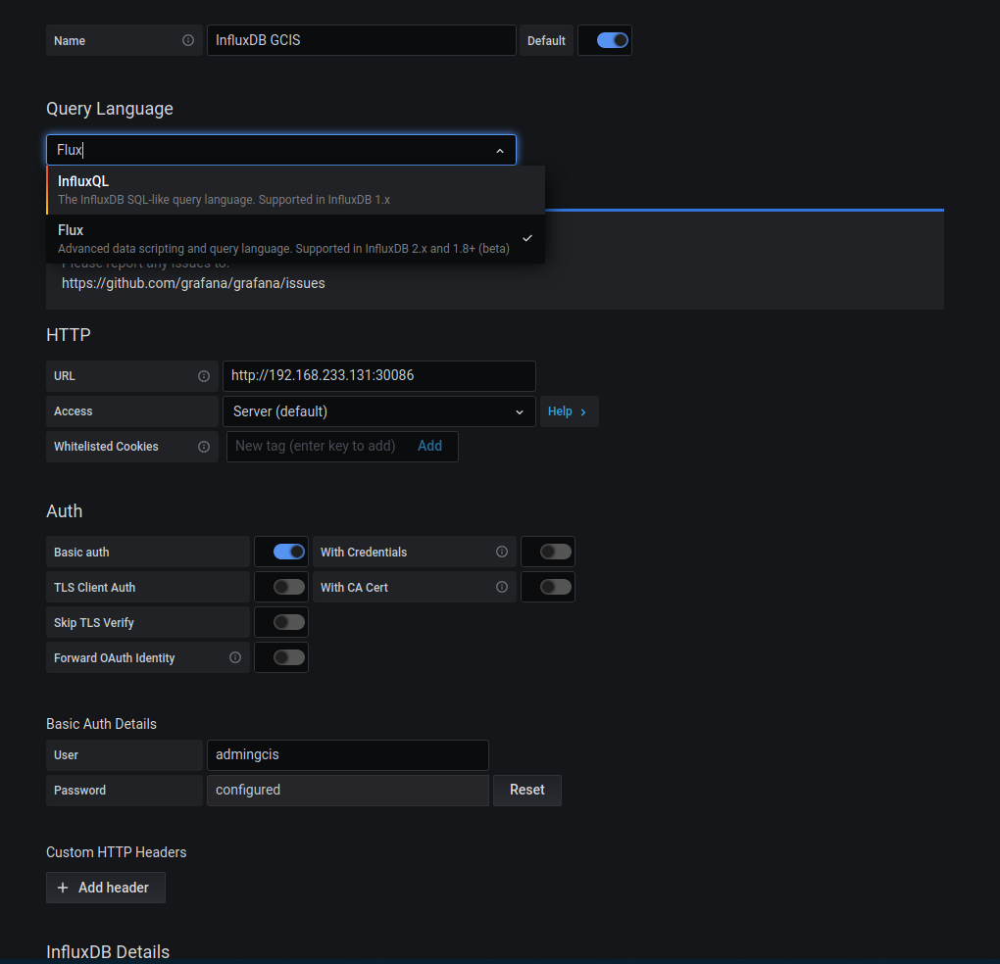 Name
InfluxDB GCIS
Default
Query Language
Flux
InfluxQL
The InfluxDB SQL-like query language. Supported in InfluxDB 1.x
Flux
Advanced data scripting and query language. Supported in InfluxDB 2.x and 1.8+ (beta)
Please report any issues to:
https://github.com/grafana/grafana/issues
HTTP
URL
http://192.168.233.131:30086
Access
Server (default)
Help
Whitelisted Cookies
New tag (enter key to add)
Add
Auth
Basic auth
With Credentials
TLS Client Auth
With CA Cert
Skip TLS Verify
Forward OAuth Identity
Basic Auth Details
User
admingcis
Password
configured
Reset
Custom HTTP Headers
Add header
InfluxDB Details